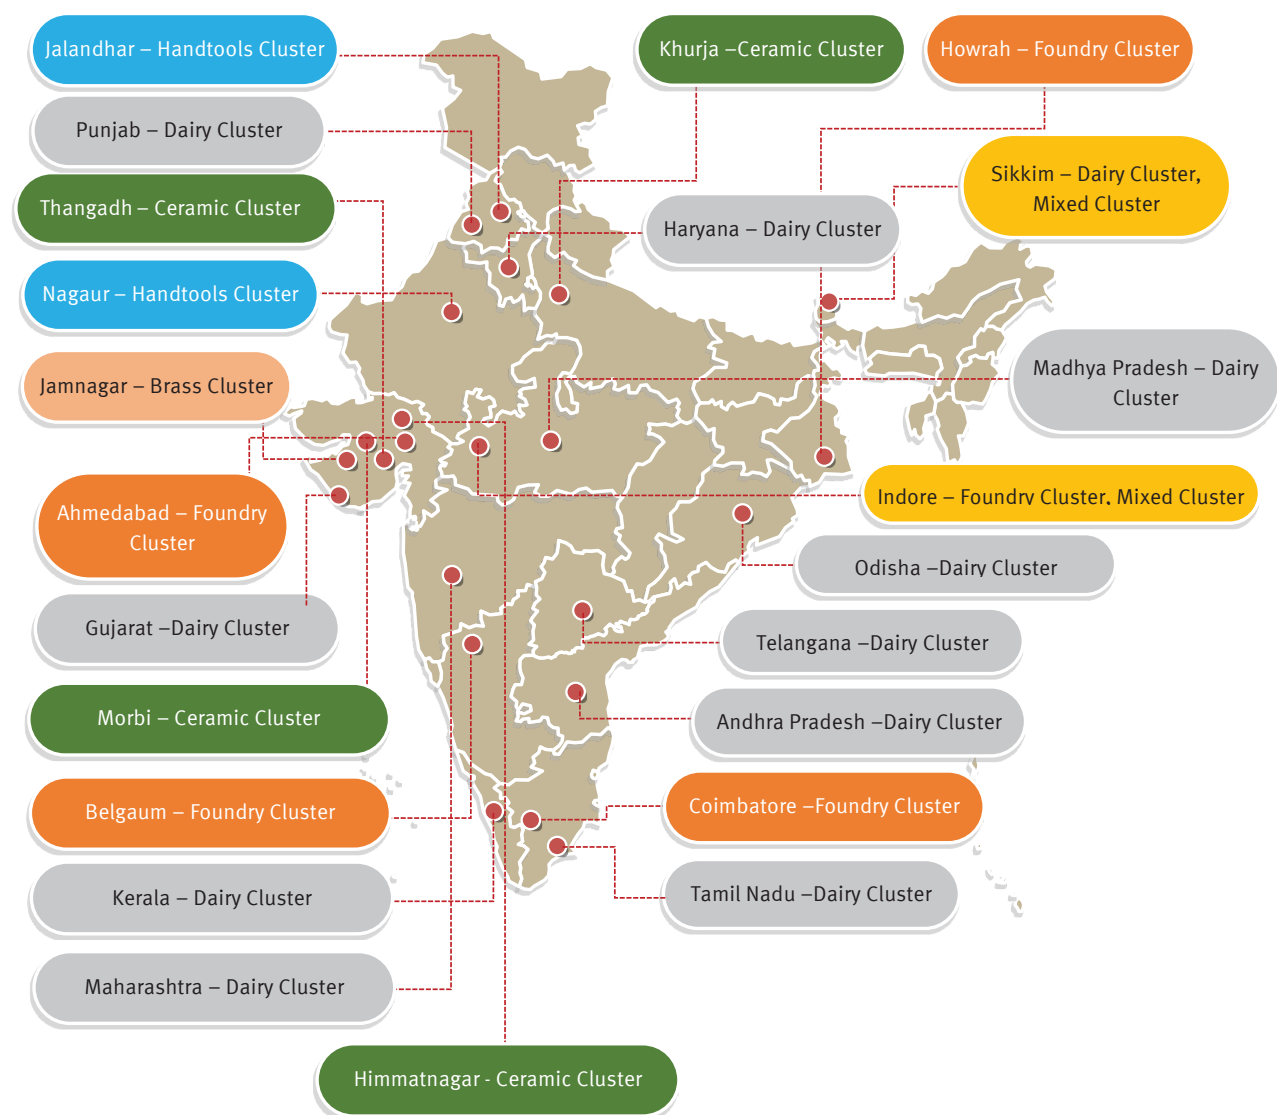 Jalandhar – Handtools Cluster
Punjab – Dairy Cluster
Thangadh – Ceramic Cluster
Nagaur – Handtools Cluster
Jamnagar – Brass Cluster
Ahmedabad – Foundry
Cluster
Gujarat –Dairy Cluster
Morbi – Ceramic Cluster
Belgaum – Foundry Cluster
Kerala – Dairy Cluster
Maharashtra – Dairy Cluster
Himmatnagar - Ceramic Cluster
Khurja –Ceramic Cluster
Howrah – Foundry Cluster
Sikkim – Dairy Cluster,
Mixed Cluster
Haryana – Dairy Cluster
Madhya Pradesh – Dairy
Cluster
Indore – Foundry Cluster, Mixed Cluster
Odisha –Dairy Cluster
Telangana –Dairy Cluster
Andhra Pradesh –Dairy Cluster
Coimbatore –Foundry Cluster
Tamil Nadu –Dairy Cluster